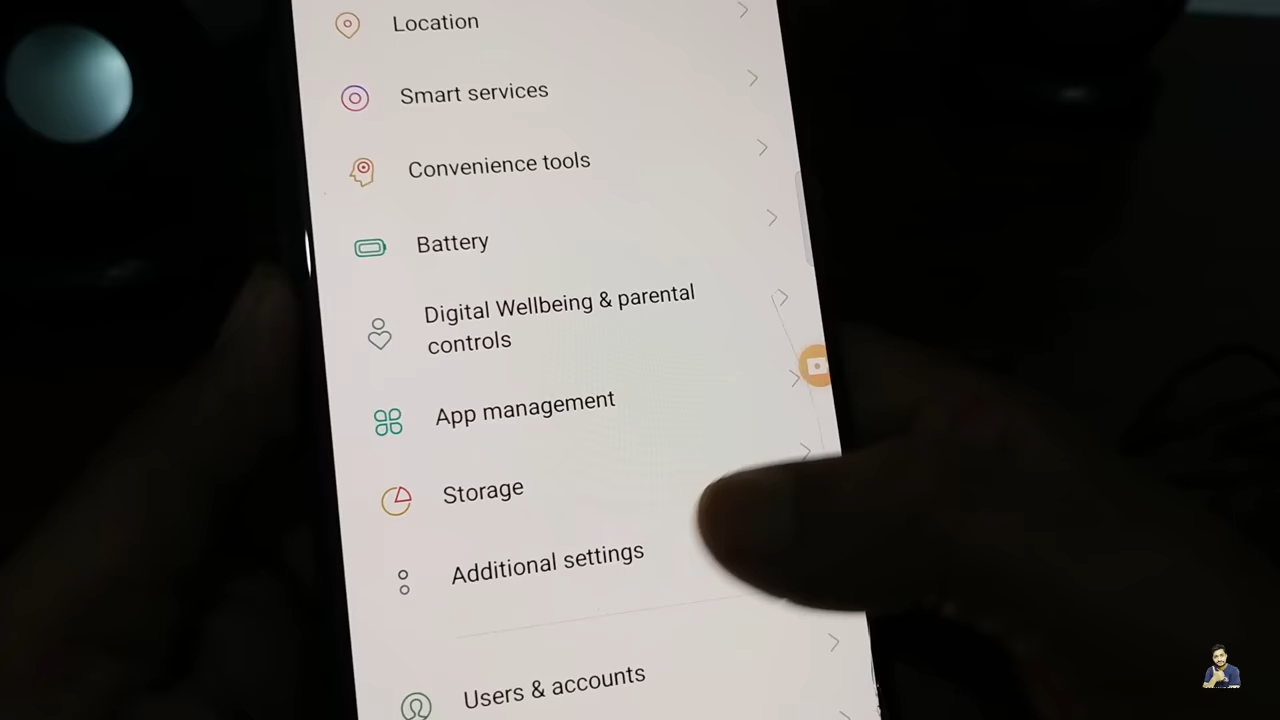 Location
Smart services
Convenience tools
Battery
Digital Wellbeing & parental
controls
App management
Storage
Additional settings
Users & accounts